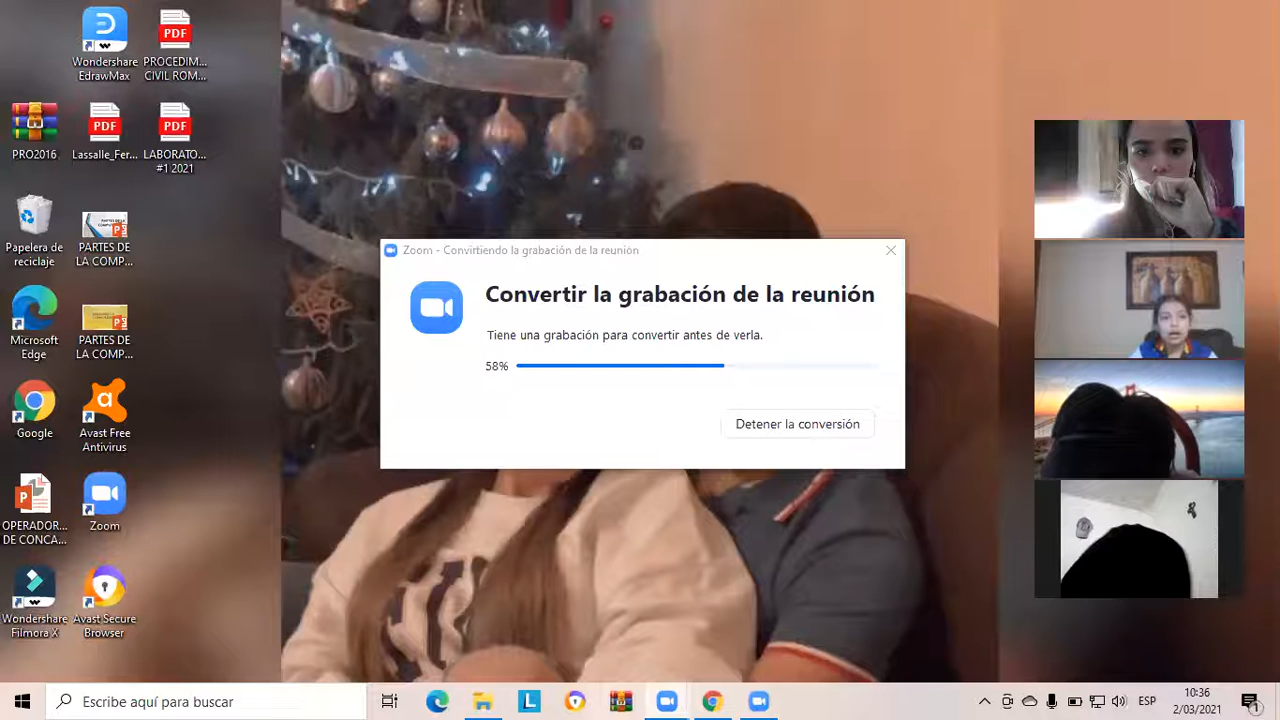 Wondershare
EdrawMax
PROCEDIM...
CIVIL ROM...
PRO2016
Lassalle_Fer...
LABORATO...
#1 2021
Papelera de
reciclaje
PARTES DE
LA COMP...
Microsoft
Edge
PARTES DE
LA COMP...
Google
Avast Free
Antivirus
OPERADOR...
DE CONCA...
Zoom
Wondershare
Filmora X
Avast Secure
Browser
Zoom - Convirtiendo la grabación de la reunión
Convertir la grabación de la reunión
Tiene una grabación para convertir antes de verla.
58%
Detener la conversión
Escribe aquí para buscar
ESP
10:36
2/03/2021